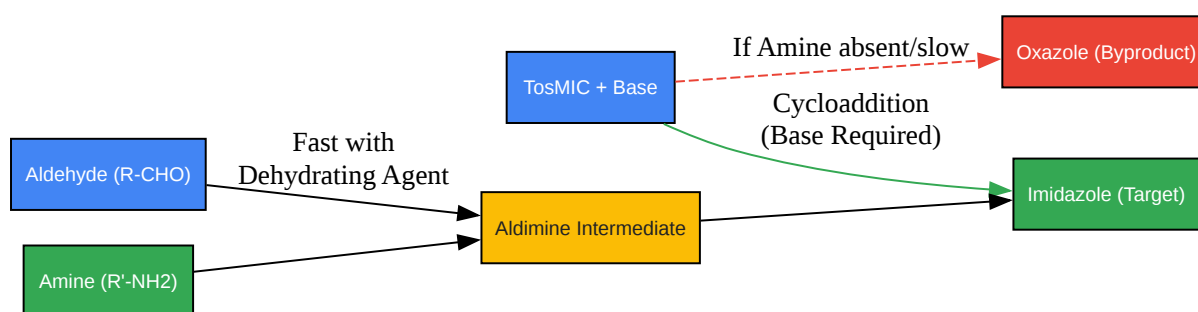 If Amine absent/slow
Oxazole (Byproduct)
TosMIC + Base
Cycloaddition
(Base Required)
Fast with
Dehydrating Agent
Aldehyde (R-CHO)
Imidazole (Target)
Aldimine Intermediate
Amine (R'-NH2)